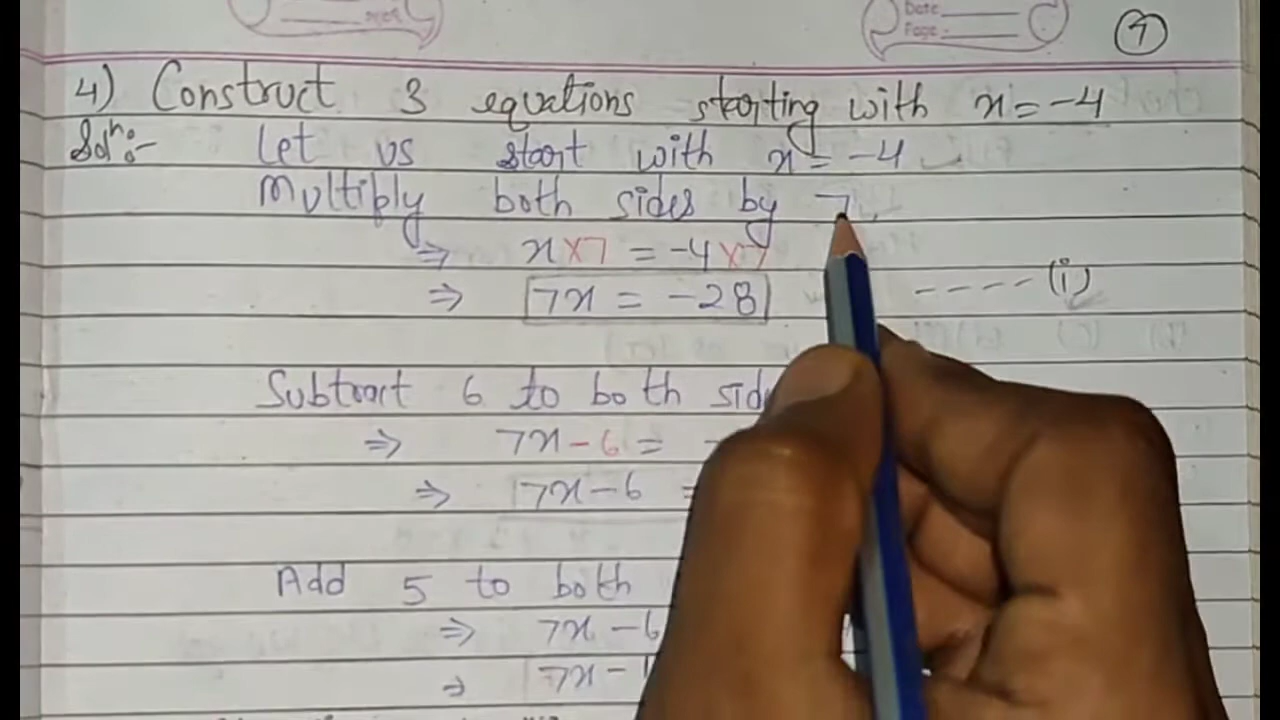 Date
Page
7
4) Construct 3 equations starting with x = -4
Solⁿ:- Let us start with x = -4
Multiply both sides by 7
⇒ x×7 = -4×7
⇒ 7x = -28 ----(i)
Subtract 6 to both
⇒ 7x-6 =
⇒ 7x-6
Add 5 to both
⇒ 7x-6
⇒ 7x-